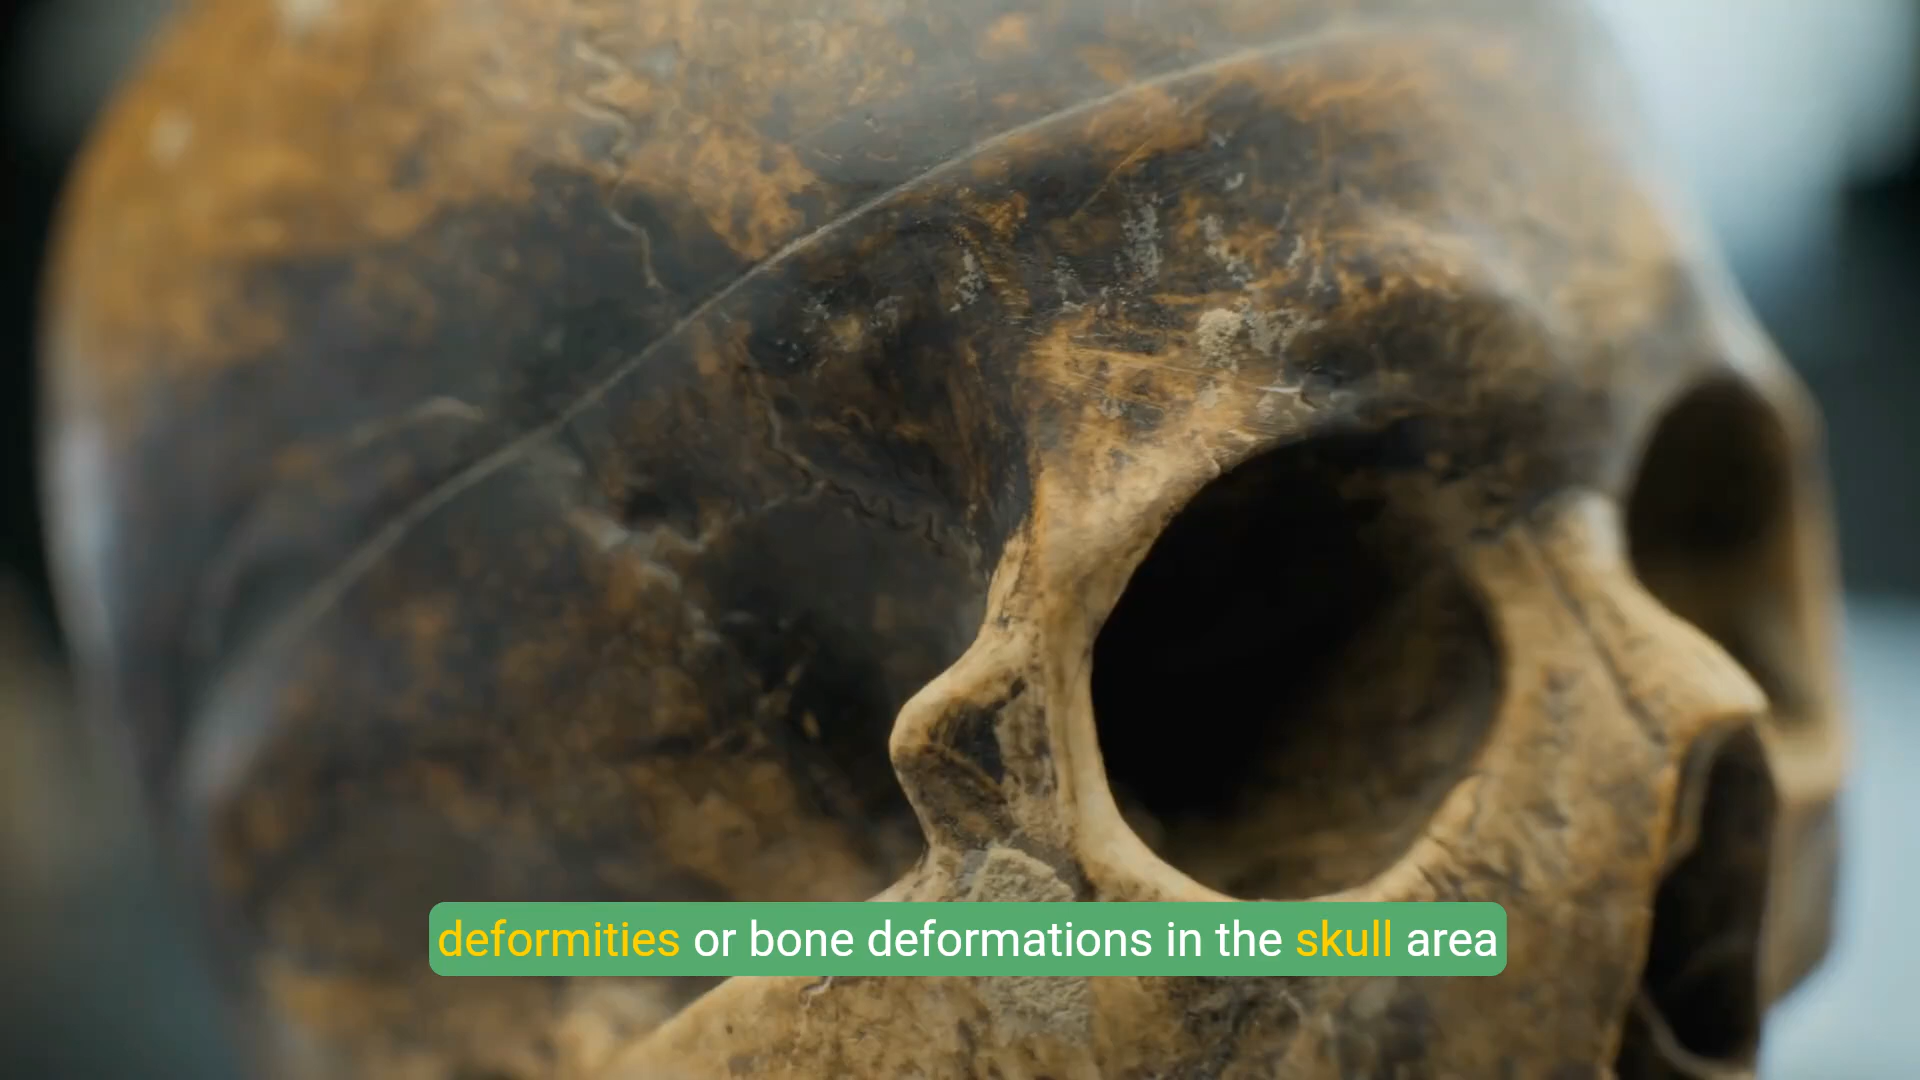 deformities or bone deformations in the skull area